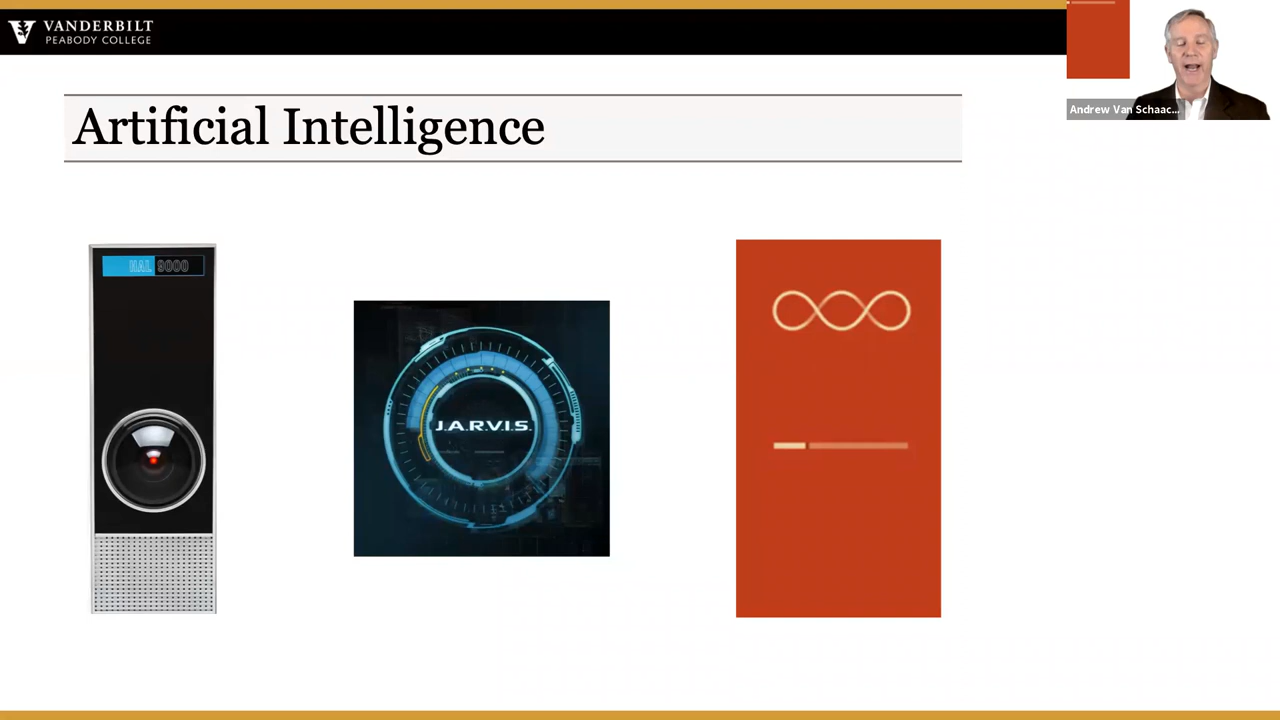 VANDERBILT
PEABODY COLLEGE
Andrew Van Schaac...
Artificial Intelligence
HAL 9000
J.A.R.V.I.S.